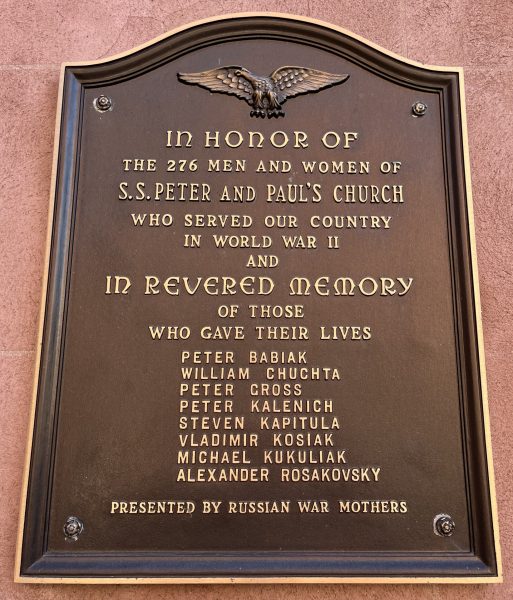 IN HONOR OF
THE 276 MEN AND WOMEN OF
S.S. PETER AND PAUL'S CHURCH
WHO SERVED OUR COUNTRY
IN WORLD WAR II
AND
IN REVERED MEMORY
OF THOSE
WHO GAVE THEIR LIVES
PETER BABIAK
WILLIAM CHUCHTA
PETER GROSS
PETER KALENICH
STEVEN KAPITULA
VLADIMIR KOSIAK
MICHAEL KUKULIAK
ALEXANDER ROSAKOVSKY
PRESENTED BY RUSSIAN WAR MOTHERS